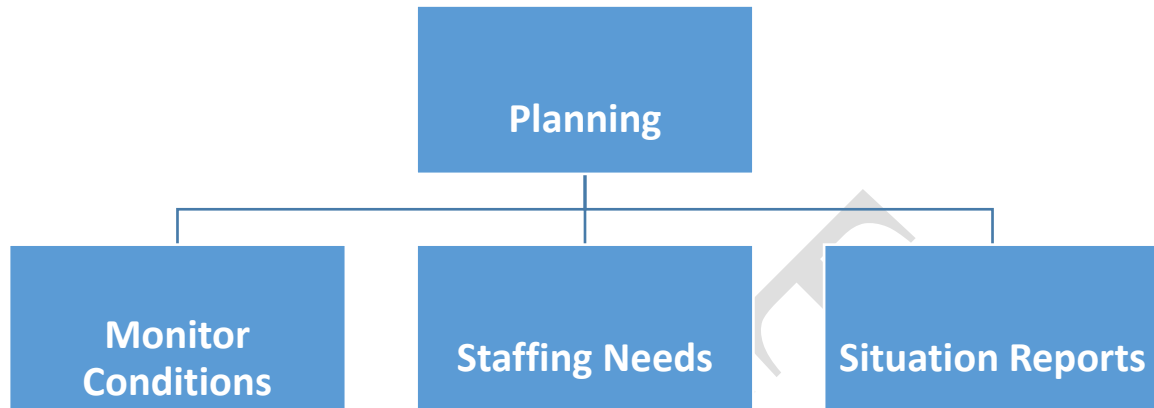 Planning
Monitor
Conditions
Staffing Needs
Situation Reports